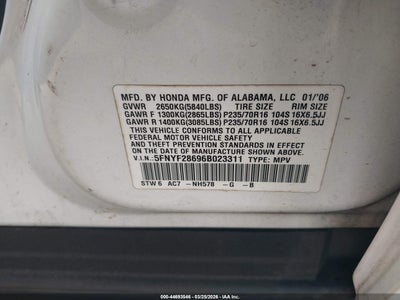 MFD. BY HONDA MFG. OF ALABAMA, LLC 01/'06
GVWR 2650KG(5840LBS) TIRE SIZE RIM SIZE
GAWR F 1300KG(2865LBS) P235/70R16 104S 16X6.5JJ
GAWR R 1400KG(3085LBS) P235/70R16 104S 16X6.5JJ
THIS VEHICLE CONFORMS TO ALL APPLICABLE FEDERAL
MOTOR VEHICLE SAFETY, BUMPER,
AND THEFT PREVENTION STANDARDS IN EFFECT ON
THE DATE OF MANUFACTURE SHOWN ABOVE.
V.I.N.: 5FNYF28696B023311 TYPE: MPV
STW 6 AC7 -NH578 -G -B
© 44693546 - 03/25/2026 - IAA Inc.